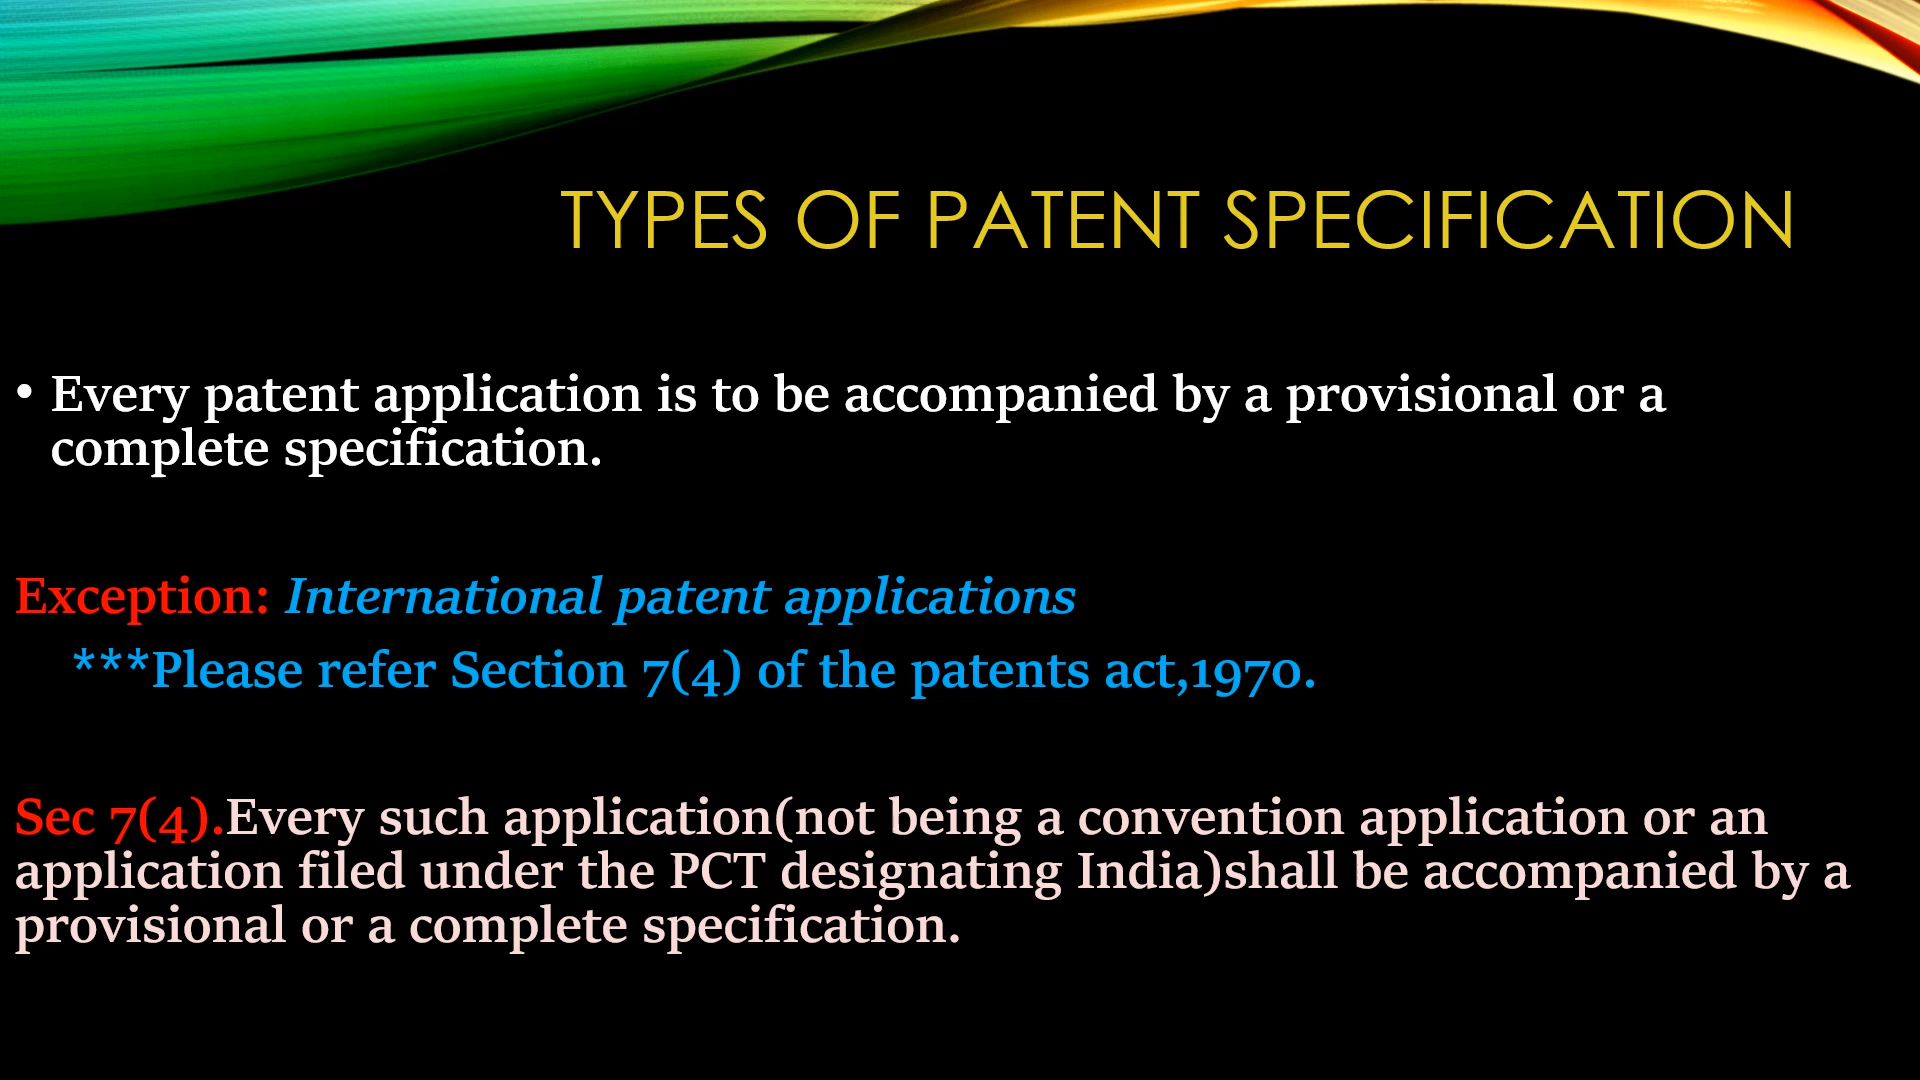 TYPES OF PATENT SPECIFICATION
• Every patent application is to be accompanied by a provisional or a
complete specification.
Exception: International patent applications
***Please refer Section 7(4) of the patents act,1970.
Sec 7(4).Every such application(not being a convention application or an
application filed under the PCT designating India)shall be accompanied by a
provisional or a complete specification.